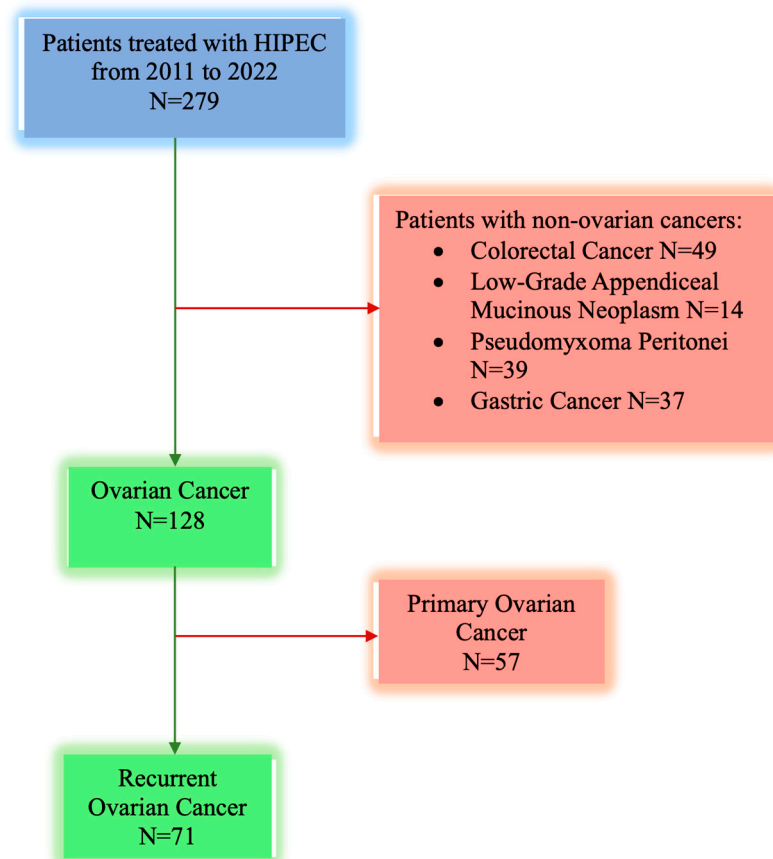 Patients treated with HIPEC
from 2011 to 2022
N=279
Patients with non-ovarian cancers:
• Colorectal Cancer N=49
• Low-Grade Appendiceal
Mucinous Neoplasm N=14
• Pseudomyxoma Peritonei
N=39
• Gastric Cancer N=37
Ovarian Cancer
N=128
Primary Ovarian
Cancer
N=57
Recurrent
Ovarian Cancer
N=71